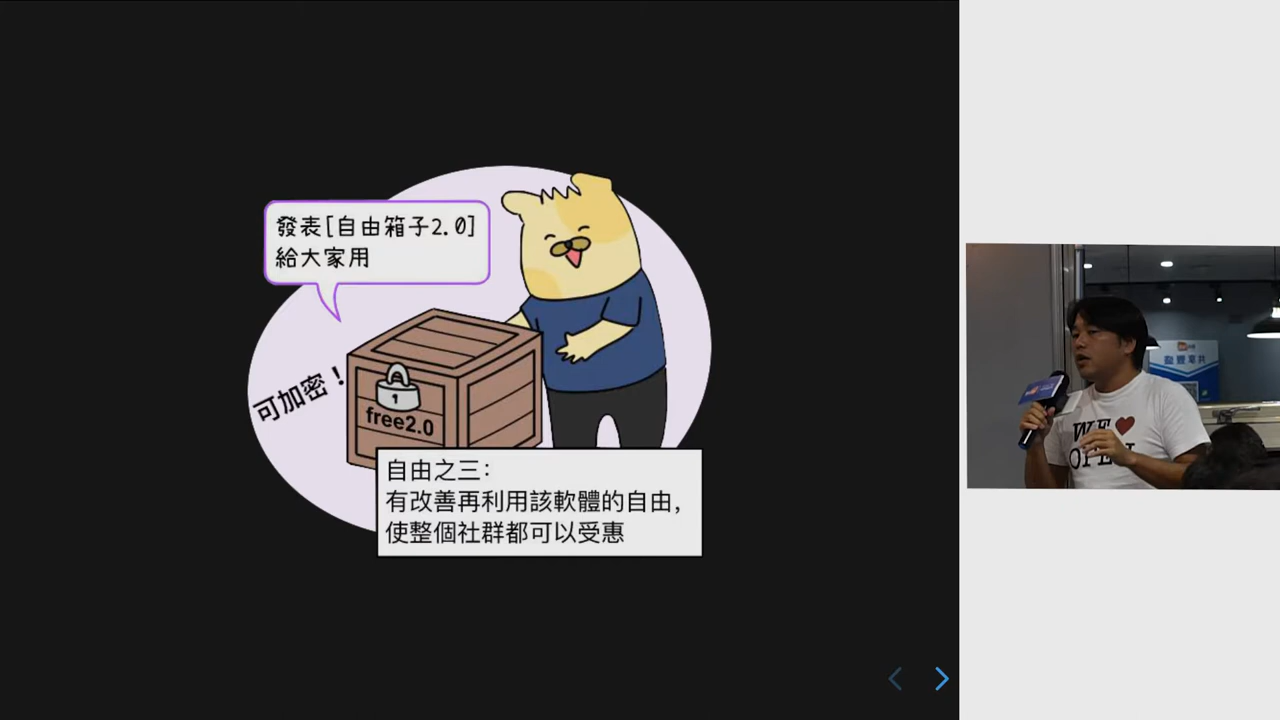 發表[自由箱子2.0]
給大家用
可加密！
free2.0
自由之三：
有改善再利用該軟體的自由，
使整個社群都可以受惠
WE
OPEN